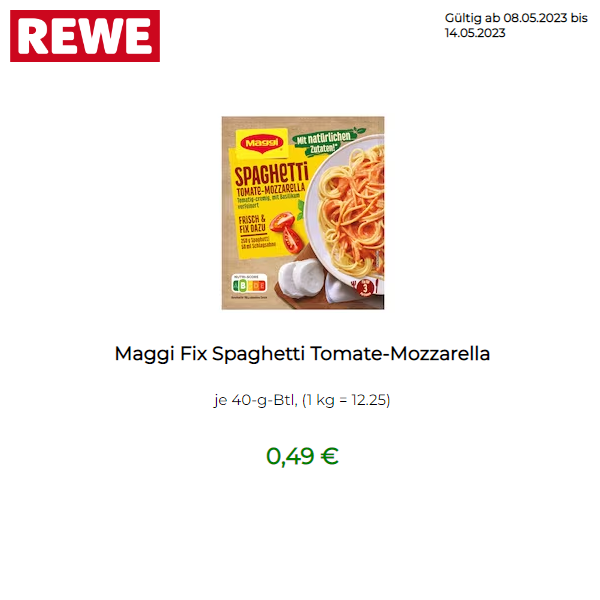 REWE
Gültig ab 08.05.2023 bis
14.05.2023
Maggi
Mit natürlichen
Zutaten!*
SPAGHETTI
TOMATE-MOZZARELLA
Tomatig-cremig, mit Basilikum
verfeinert
FRISCH &
FIX DAZU
250 g Spaghetti
50 ml Schlagsahne
NUTRI-SCORE
A B C D E
3
Maggi Fix Spaghetti Tomate-Mozzarella
je 40-g-Btl, (1 kg = 12.25)
0,49 €